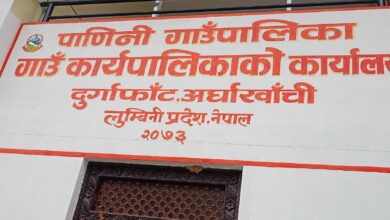 पाणिनी गाउँपालिका
गाउँ कार्यपालिकाको कार्यालय
दुर्गाफाँट,अर्घाखाँची
लुम्बिनी प्रदेश,नेपाल
२०७३